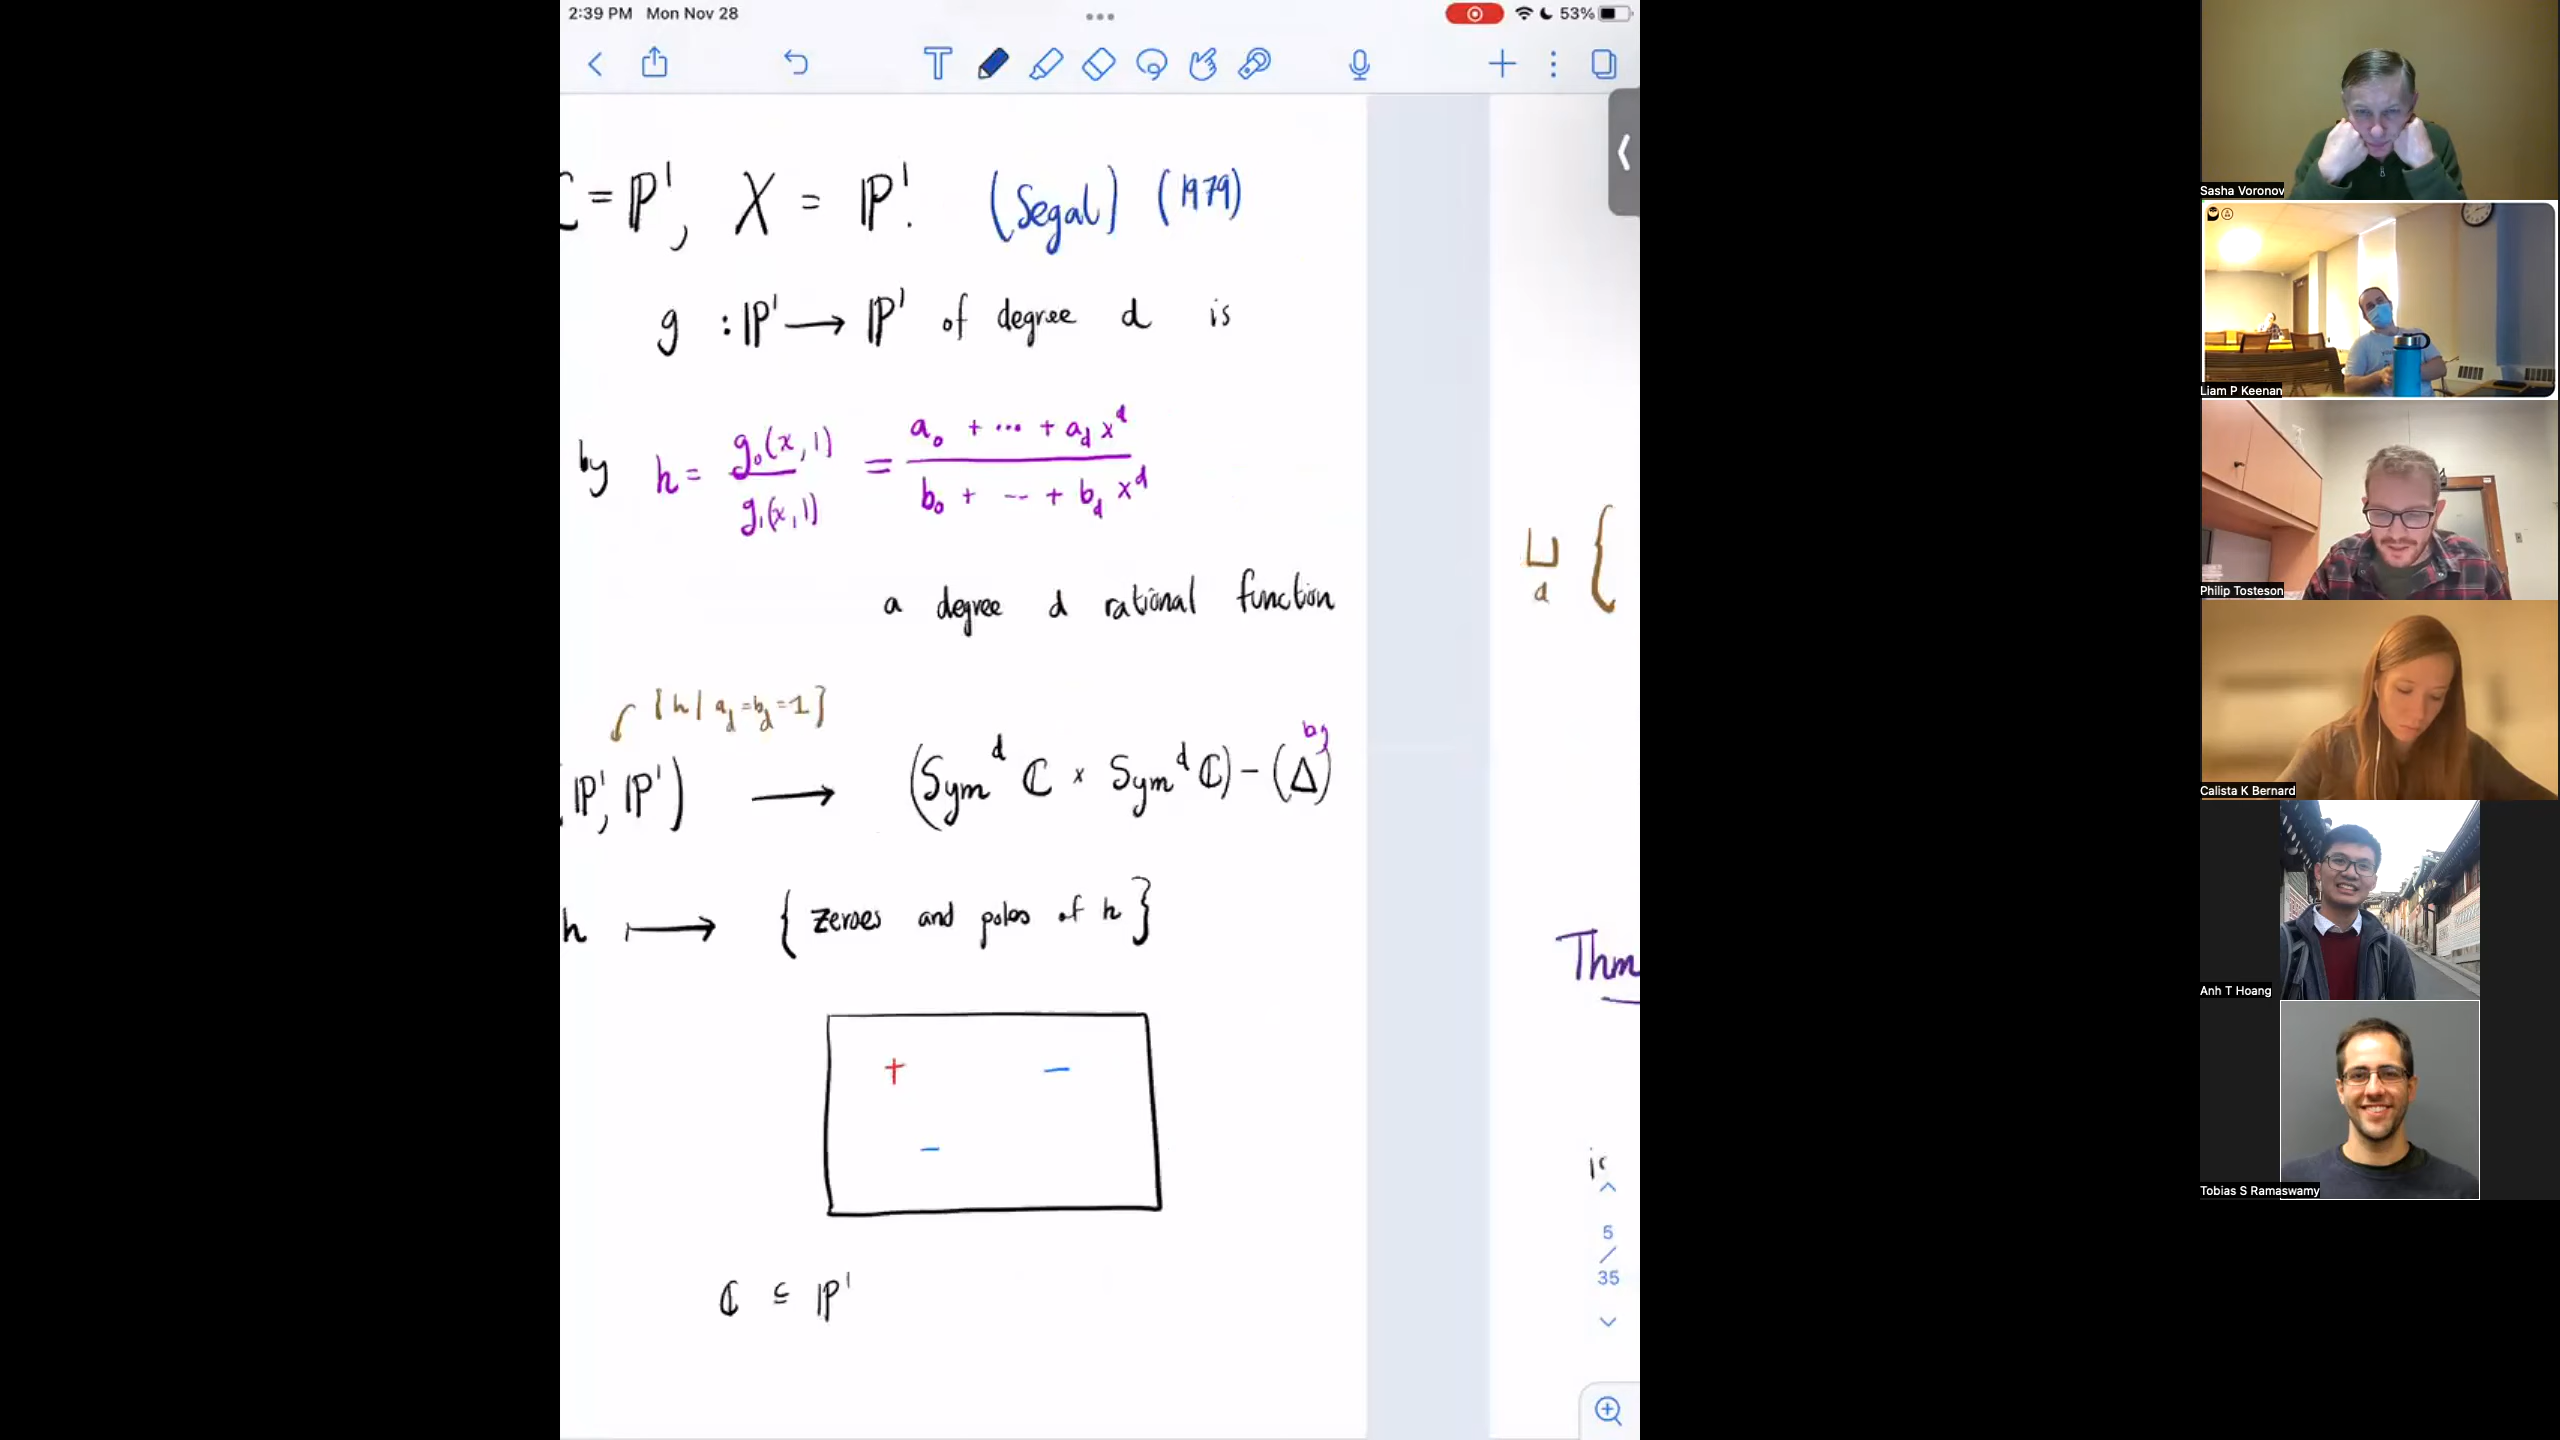 2:39 PM Mon Nov 28
53%
C = ℙ¹, X = ℙ¹. (Segal) (1979)
g : ℙ¹ ⟶ ℙ¹ of degree d is
by h = g₀(x,1) / g₁(x,1) = a₀ + ··· + a_d x^d / b₀ + ··· + b_d x^d
a degree d rational function
{h | a_d = b_d = 1}
ℙ¹, ℙ¹) ⟶ (Sym^d ℂ × Sym^d ℂ) − (Δ^{big})
h ⟼ {zeroes and poles of h}
+ −
−
ℂ ⊆ ℙ¹
⊔ {
d
Thm
is
5
/
35
Sasha Voronov
Liam P Keenan
Philip Tosteson
Calista K Bernard
Anh T Hoang
Tobias S Ramaswamy